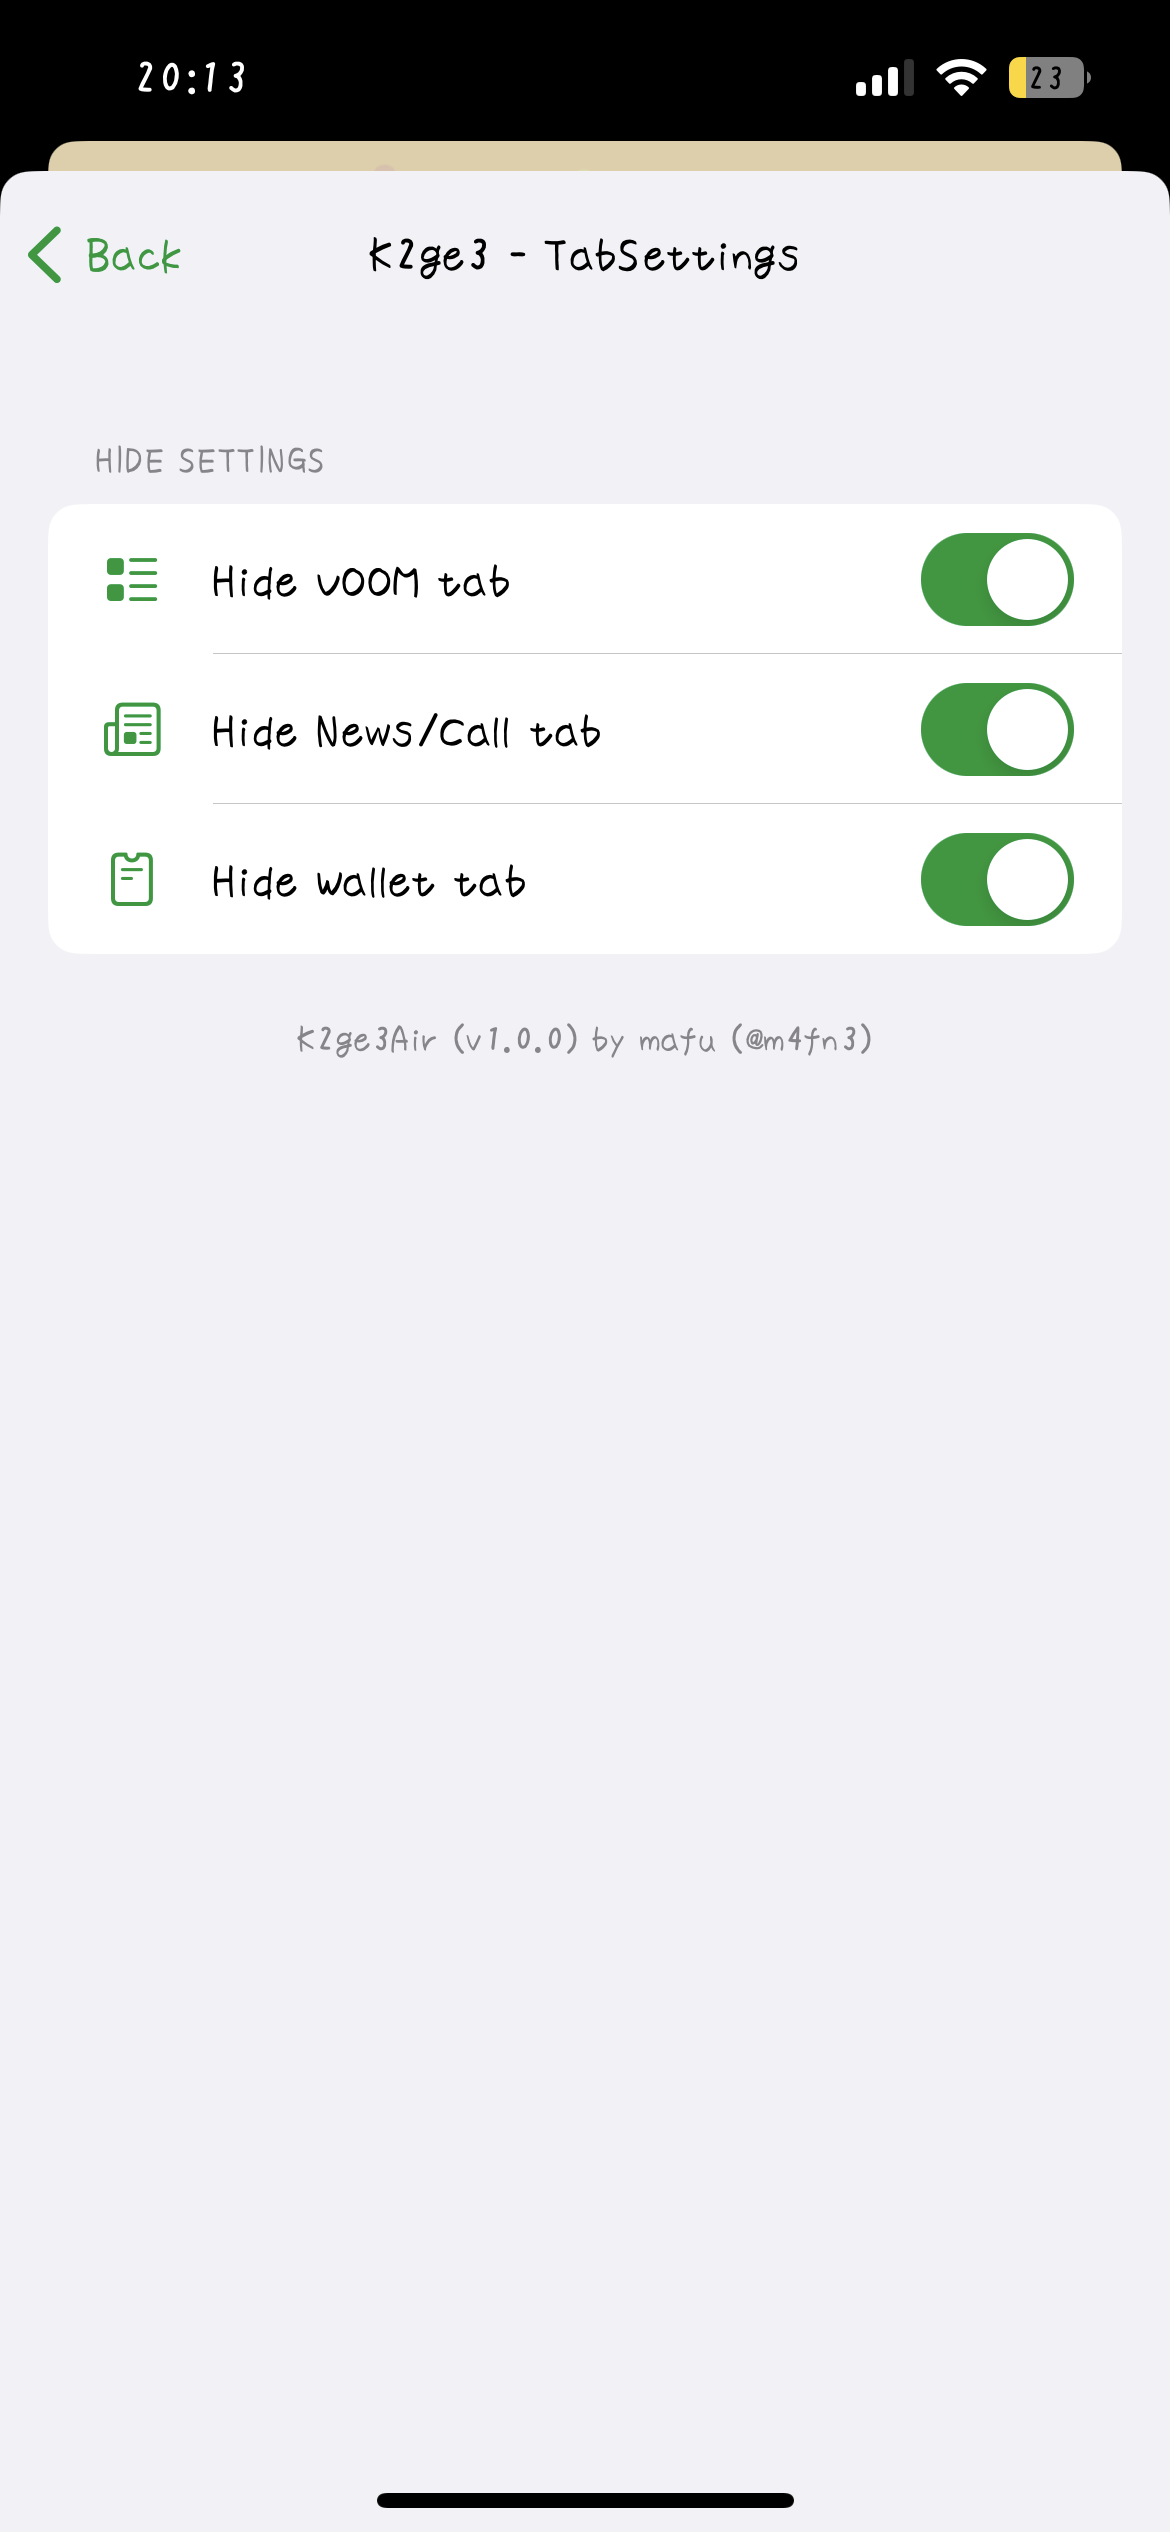 20:13
23
Back
K2ge3 - TabSettings
HIDE SETTINGS
Hide VOOM tab
Hide News/Call tab
Hide wallet tab
K2ge3Air (v1.0.0) by mafu (@m4fn3)